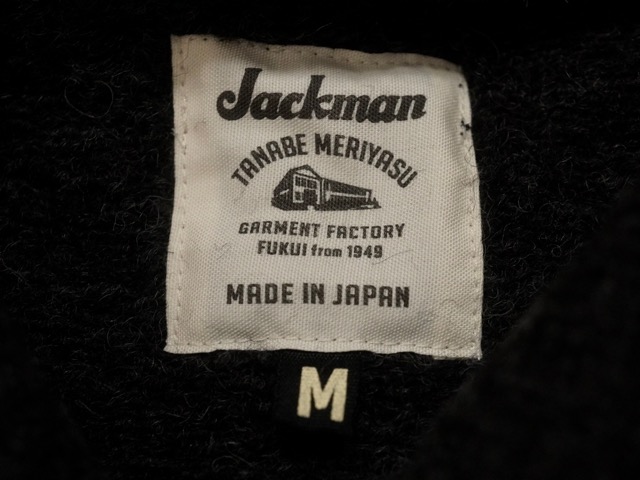 Jackman
TANABE MERIYASU
GARMENT FACTORY
FUKUI from 1949
MADE IN JAPAN
M